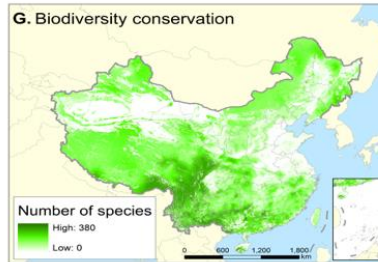 G. Biodiversity conservation
Number of species
High: 380
Low: 0
0 600 1,200 1,800
km